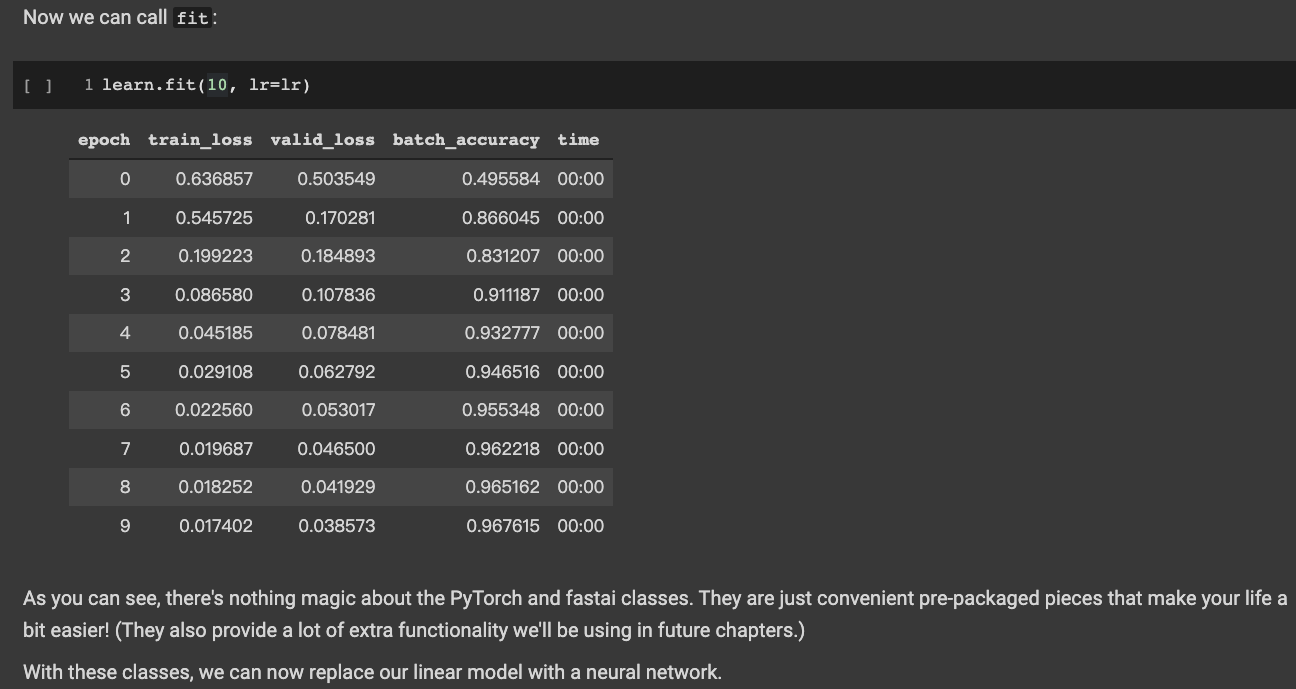 Now we can call fit:
[ ] 1 learn.fit(10, lr=lr)
epoch train_loss valid_loss batch_accuracy time
0 0.636857 0.503549 0.495584 00:00
1 0.545725 0.170281 0.866045 00:00
2 0.199223 0.184893 0.831207 00:00
3 0.086580 0.107836 0.911187 00:00
4 0.045185 0.078481 0.932777 00:00
5 0.029108 0.062792 0.946516 00:00
6 0.022560 0.053017 0.955348 00:00
7 0.019687 0.046500 0.962218 00:00
8 0.018252 0.041929 0.965162 00:00
9 0.017402 0.038573 0.967615 00:00
As you can see, there's nothing magic about the PyTorch and fastai classes. They are just convenient pre-packaged pieces that make your life a
bit easier! (They also provide a lot of extra functionality we'll be using in future chapters.)
With these classes, we can now replace our linear model with a neural network.